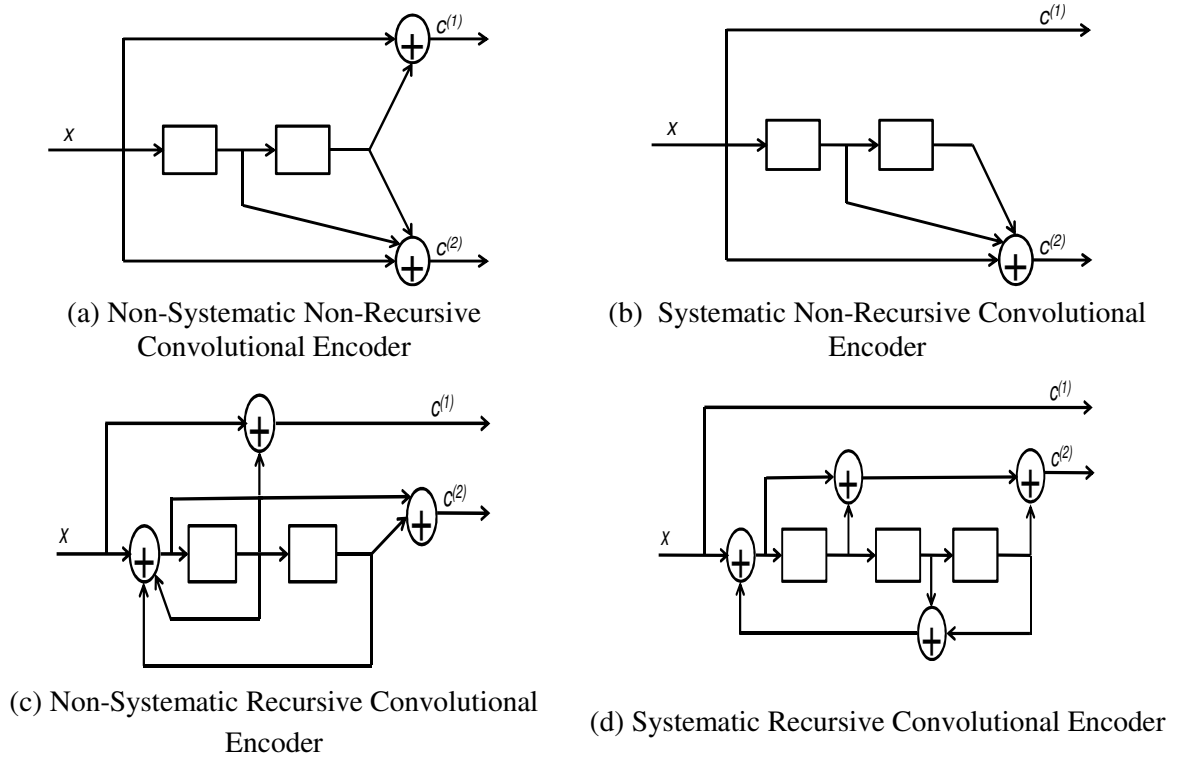 x
+
c(1)
+
c(2)
(a) Non-Systematic Non-Recursive
Convolutional Encoder
x
c(1)
+
c(2)
(b) Systematic Non-Recursive Convolutional
Encoder
x
+
c(1)
+
c(2)
+
(c) Non-Systematic Recursive Convolutional
Encoder
x
c(1)
+
+
c(2)
+
+
(d) Systematic Recursive Convolutional Encoder